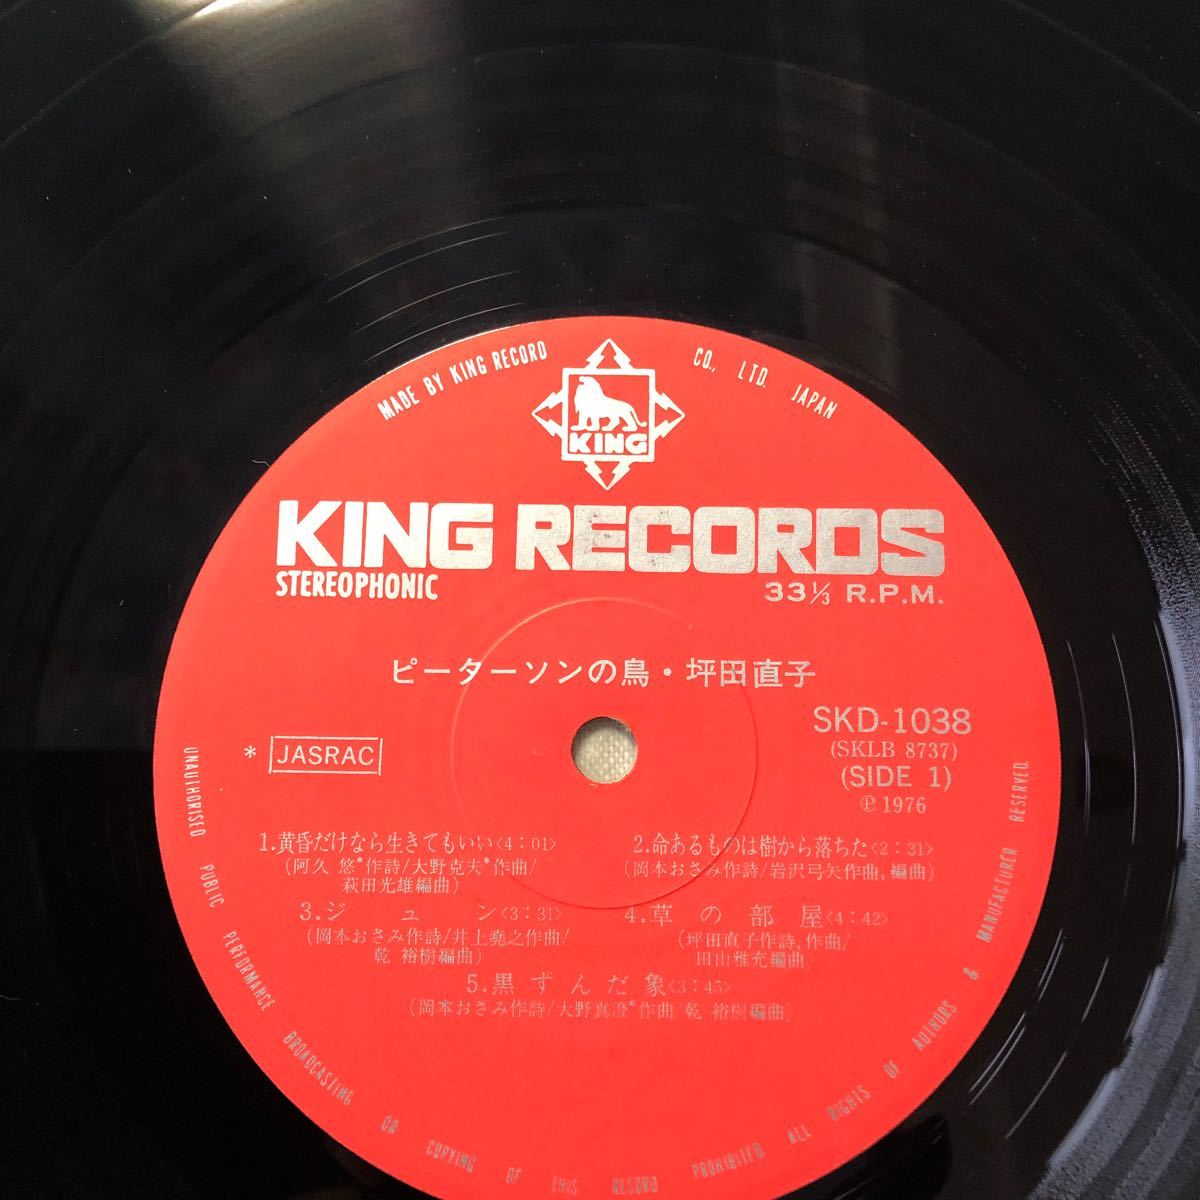 MADE BY KING RECORD CO., LTD. JAPAN
KING
KING RECORDS
STEREOPHONIC
33⅓ R.P.M.
ピーターソンの鳥・坪田直子
SKD-1038
(SKLB 8737)
* JASRAC
(SIDE 1)
℗ 1976
1.黄昏だけなら生きてもいい<4:01>
(阿久 悠*作詩/大野克夫*作曲/
萩田光雄編曲)
2.命あるものは樹から落ちた<2:31>
(岡本おさみ作詩/岩沢弓矢作曲,編曲)
3.ジュン<3:31>
(岡本おさみ作詩/井上堯之作曲/
乾 裕樹編曲)
4.草の部屋<4:42>
(坪田直子作詩,作曲/
田山雅充編曲)
5.黒ずんだ象<3:45>
(岡本おさみ作詩/大野真澄*作曲/乾 裕樹編曲)
UNAUTHORISED PUBLIC PERFORMANCE BROADCASTING OR COPYING OF THIS RECORD PROHIBITED. ALL RIGHTS OF AUTHORS & MANUFACTURER RESERVED.